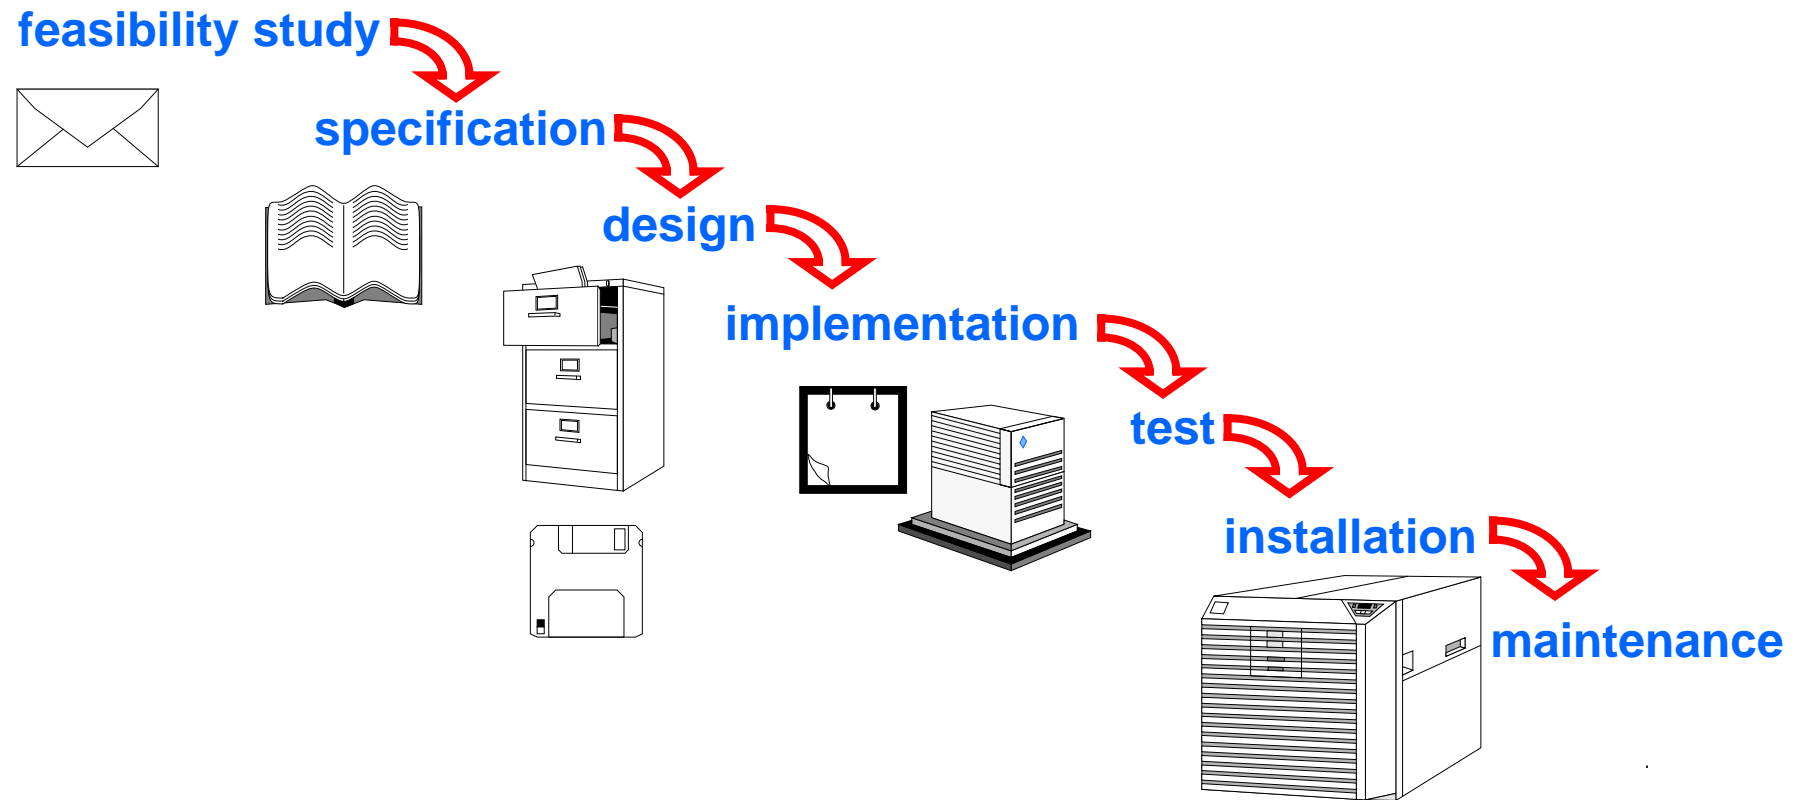 feasibility study
specification
design
implementation
test
installation
maintenance